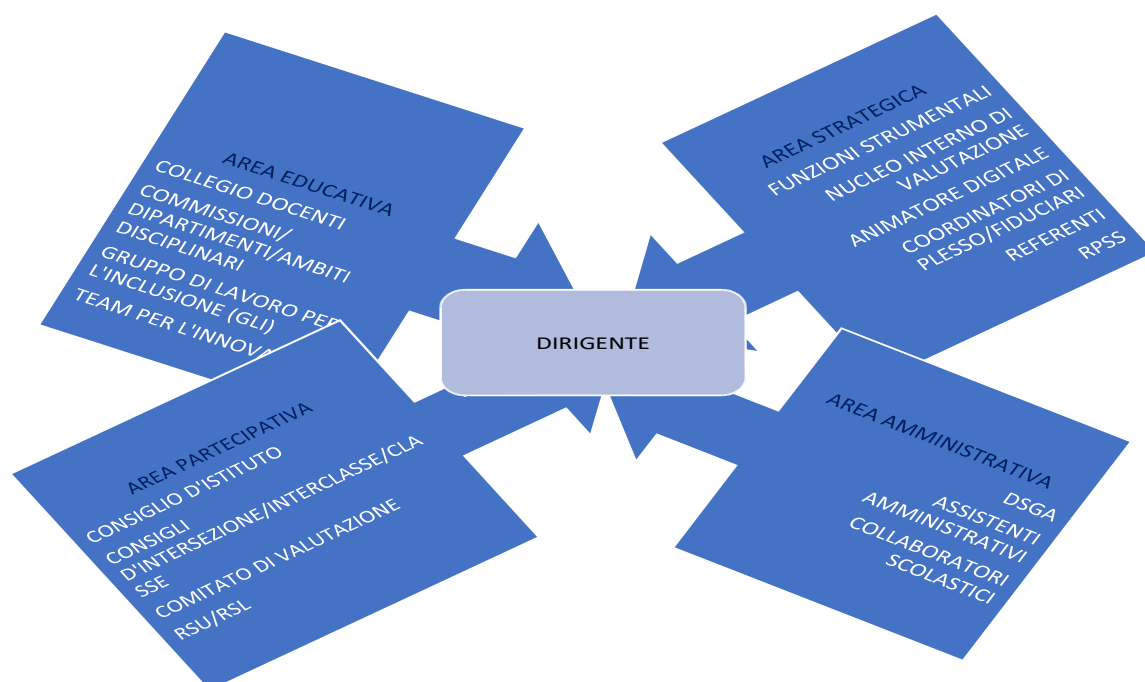 AREA EDUCATIVA
COLLEGIO DOCENTI
COMMISSIONI/
DIPARTIMENTI/AMBITI
DISCIPLINARI
GRUPPO DI LAVORO PER
L'INCLUSIONE (GLI)
TEAM PER L'INNOVA
AREA STRATEGICA
FUNZIONI STRUMENTALI
NUCLEO INTERNO DI
VALUTAZIONE
ANIMATORE DIGITALE
COORDINATORI DI
PLESSO/FIDUCIARI
REFERENTI
RPSS
DIRIGENTE
AREA PARTECIPATIVA
CONSIGLIO D'ISTITUTO
CONSIGLI
D'INTERSEZIONE/INTERCLASSE/CLA
SSE
COMITATO DI VALUTAZIONE
RSU/RSL
AREA AMMINISTRATIVA
DSGA
ASSISTENTI
AMMINISTRATIVI
COLLABORATORI
SCOLASTICI